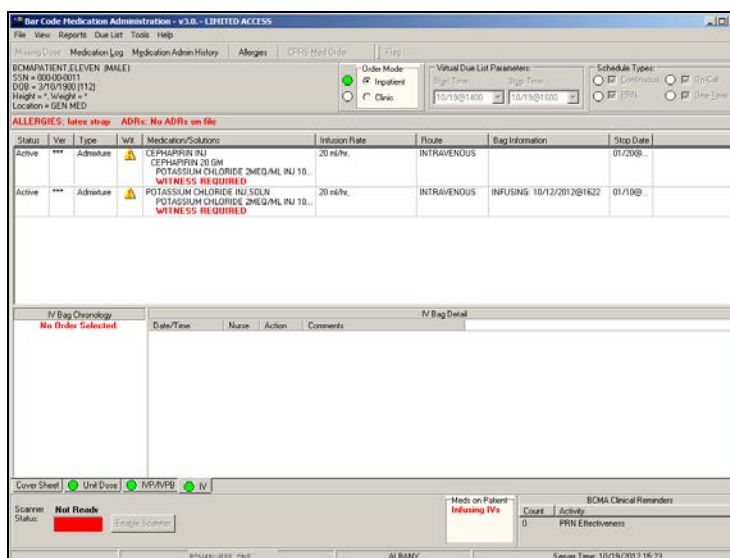 Bar Code Medication Administration - v3.0. - LIMITED ACCESS
File View Reports Due List Tools Help
Missing Dose Medication Log Medication Admin History Allergies CPRS Med Order Flag
BCMAPATIENT,ELEVEN (MALE)
SSN = 000-00-0011
DOB = 3/10/1900 (112)
Height = *, Weight = *
Location = GEN MED
Order Mode
Inpatient
Clinic
Virtual Due List Parameters:
Start Time: Stop Time:
10/19@1400 10/19@1600
Schedule Types:
Continuous On-Call
PRN One-Time
ALLERGIES: latex strap ADRs: No ADRs on file
Status Ver Type Wit Medication/Solutions Infusion Rate Route Bag Information Stop Date
Active *** Admixture CEPHAPIRIN INJ 20 ml/hr, INTRAVENOUS 01/20@...
CEPHAPIRIN 20 GM
POTASSIUM CHLORIDE 2MEQ/ML INJ 10...
WITNESS REQUIRED
Active *** Admixture POTASSIUM CHLORIDE INJ,SOLN 20 ml/hr, INTRAVENOUS INFUSING: 10/12/2012@1622 01/10@...
POTASSIUM CHLORIDE 2MEQ/ML INJ 10...
WITNESS REQUIRED
IV Bag Chronology IV Bag Detail
No Order Selected. Date/Time Nurse Action Comments
Cover Sheet Unit Dose IVP/IVPB IV
Scanner Status: Not Ready
Enable Scanner
Meds on Patient
Infusing IVs
BCMA Clinical Reminders
Count Activity
0 PRN Effectiveness
ALBANY Server Time: 10/19/2012 15:23